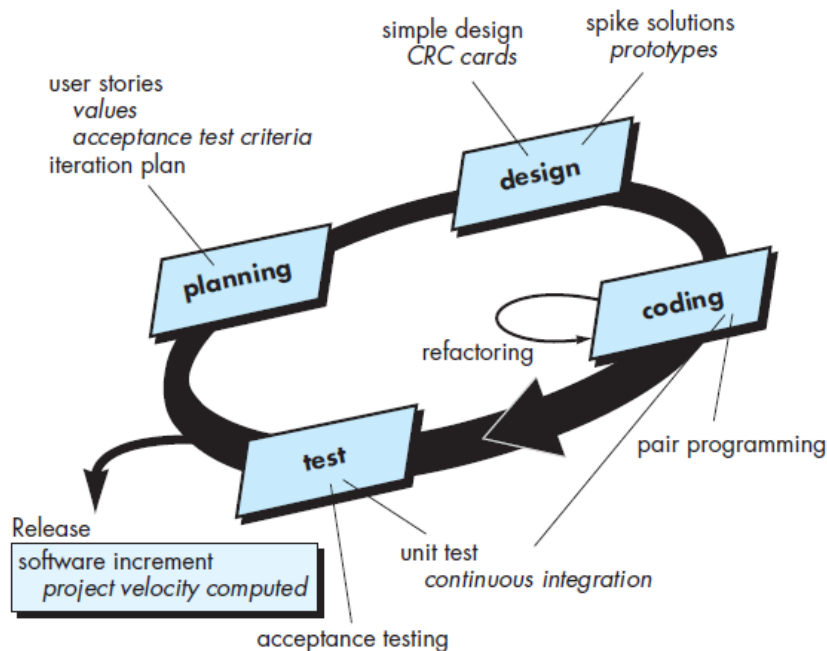 simple design
CRC cards
spike solutions
prototypes
user stories
values
acceptance test criteria
iteration plan
design
planning
coding
refactoring
test
pair programming
Release
software increment
project velocity computed
unit test
continuous integration
acceptance testing